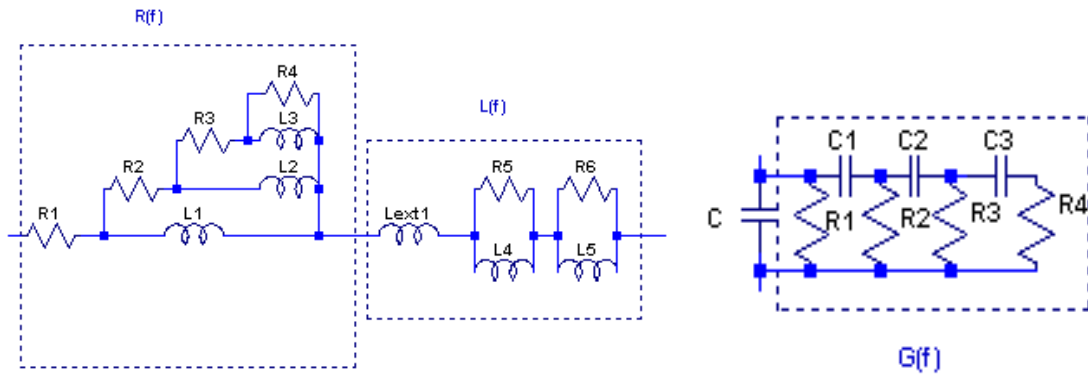 R(f)
R4
R3
L3
R2
L2
R1
L1
L(f)
R5
R6
Lext1
L4
L5
C1
C2
C3
C
R1
R2
R3
R4
G(f)